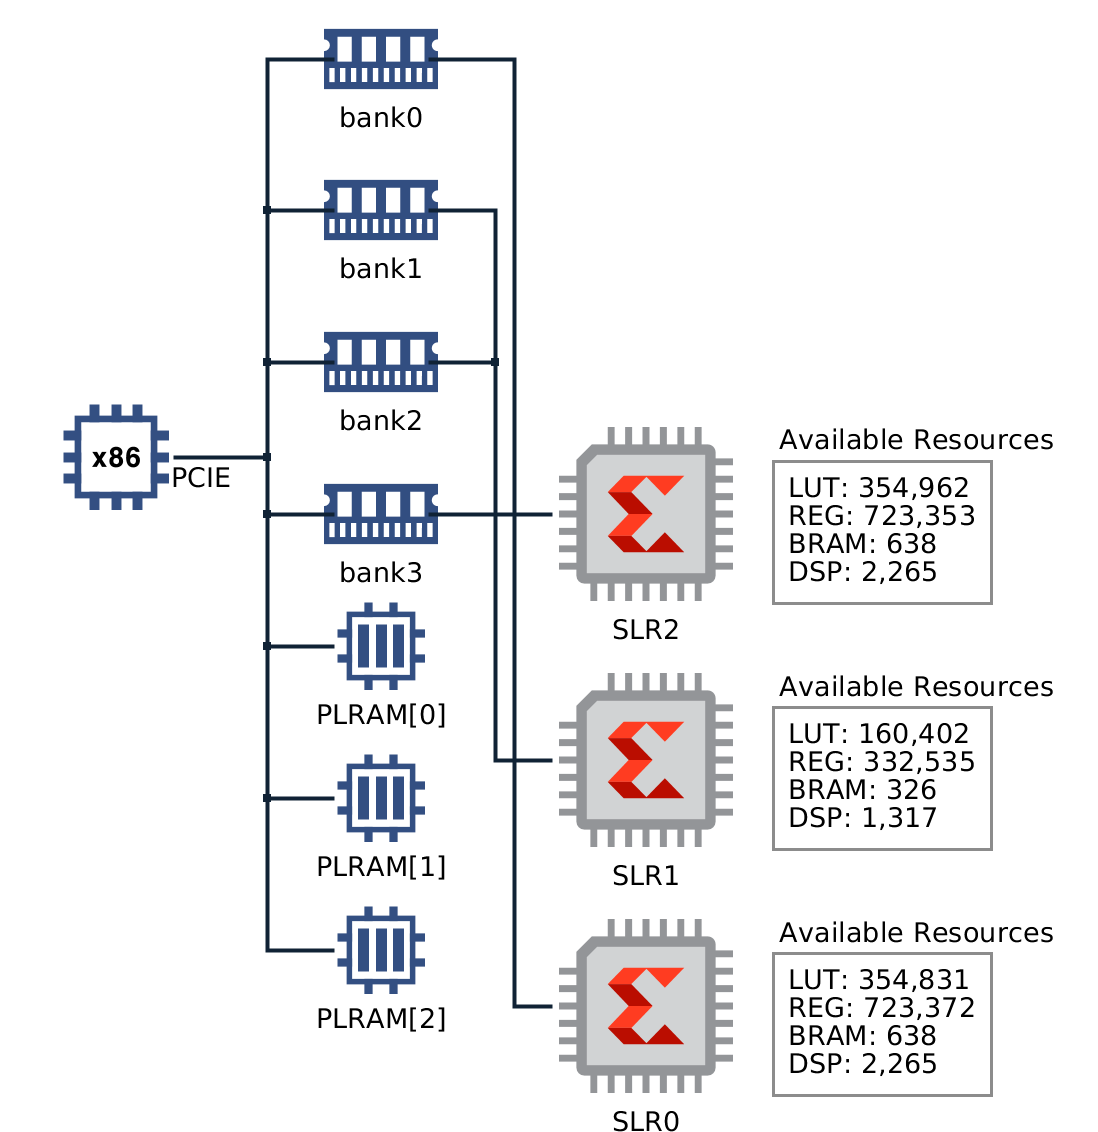 bank0
bank1
bank2
x86
PCIE
bank3
PLRAM[0]
PLRAM[1]
PLRAM[2]
Available Resources
LUT: 354,962
REG: 723,353
BRAM: 638
DSP: 2,265
SLR2
Available Resources
LUT: 160,402
REG: 332,535
BRAM: 326
DSP: 1,317
SLR1
Available Resources
LUT: 354,831
REG: 723,372
BRAM: 638
DSP: 2,265
SLR0